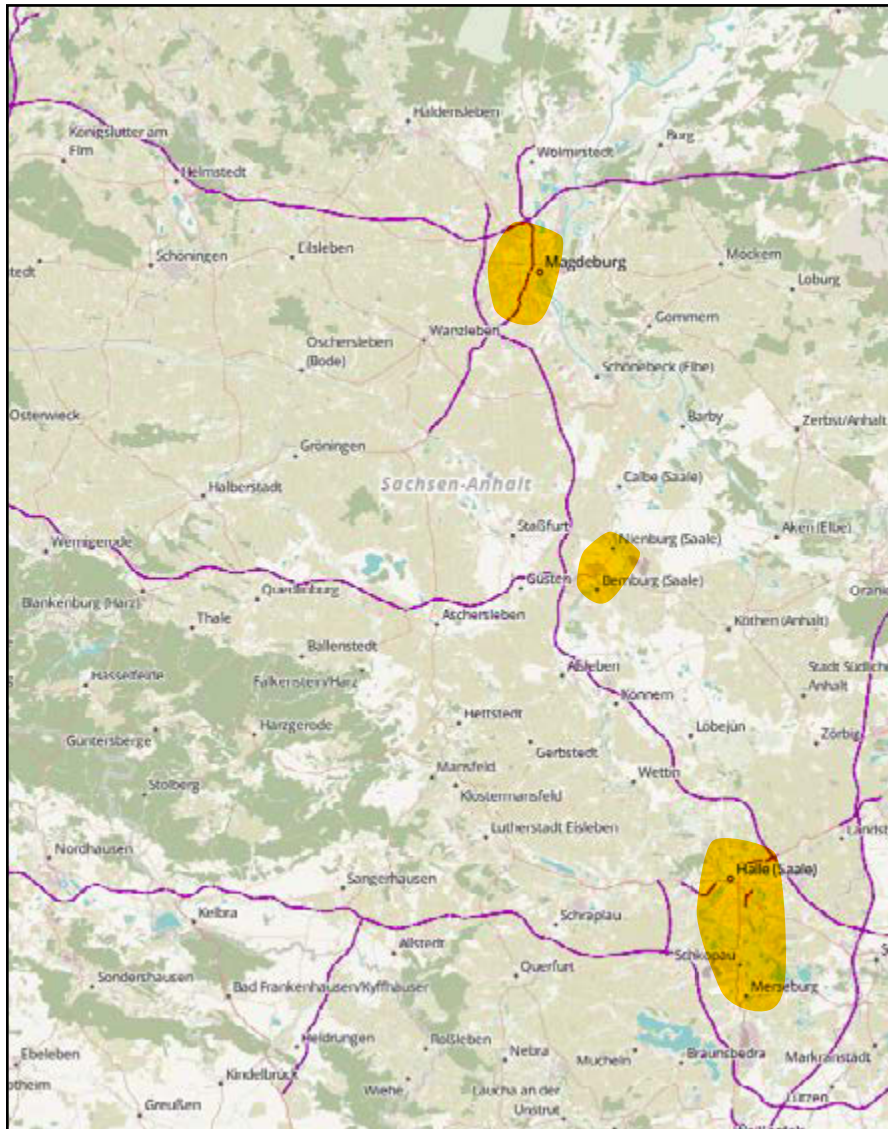 Haldensleben
Königslutter am
Elm
Burg
Wolmirstedt
Helmstedt
Schöningen
Eilsleben
Magdeburg
Möckern
Loburg
Gommern
Wanzleben
Oschersleben
(Bode)
Schönebeck (Elbe)
Osterwieck
Barby
Zerbst/Anhalt
Gröningen
Sachsen-Anhalt
Calbe (Saale)
Halberstadt
Staßfurt
Nienburg (Saale)
Aken (Elbe)
Wernigerode
Güsten
Bernburg (Saale)
Blankenburg (Harz)
Quedlinburg
Aschersleben
Thale
Köthen (Anhalt)
Ballenstedt
Alsleben
Stadt Südliche
Anhalt
Hasselfelde
Falkenstein/Harz
Könnern
Hettstedt
Löbejün
Güntersberge
Harzgerode
Gerbstedt
Zörbig
Mansfeld
Wettin
Stolberg
Klostermansfeld
Lutherstadt Eisleben
Landsb
Nordhausen
Halle (Saale)
Sangerhausen
Kelbra
Schraplau
Allstedt
Schkopau
Querfurt
Sondershausen
Bad Frankenhausen/Kyffhäuser
Merseburg
Heldrungen
Roßleben
Ebeleben
Nebra
Mücheln
Braunsbedra
Markranstädt
Kindelbrück
Wiehe
Laucha an der
Unstrut
Lützen
Greußen